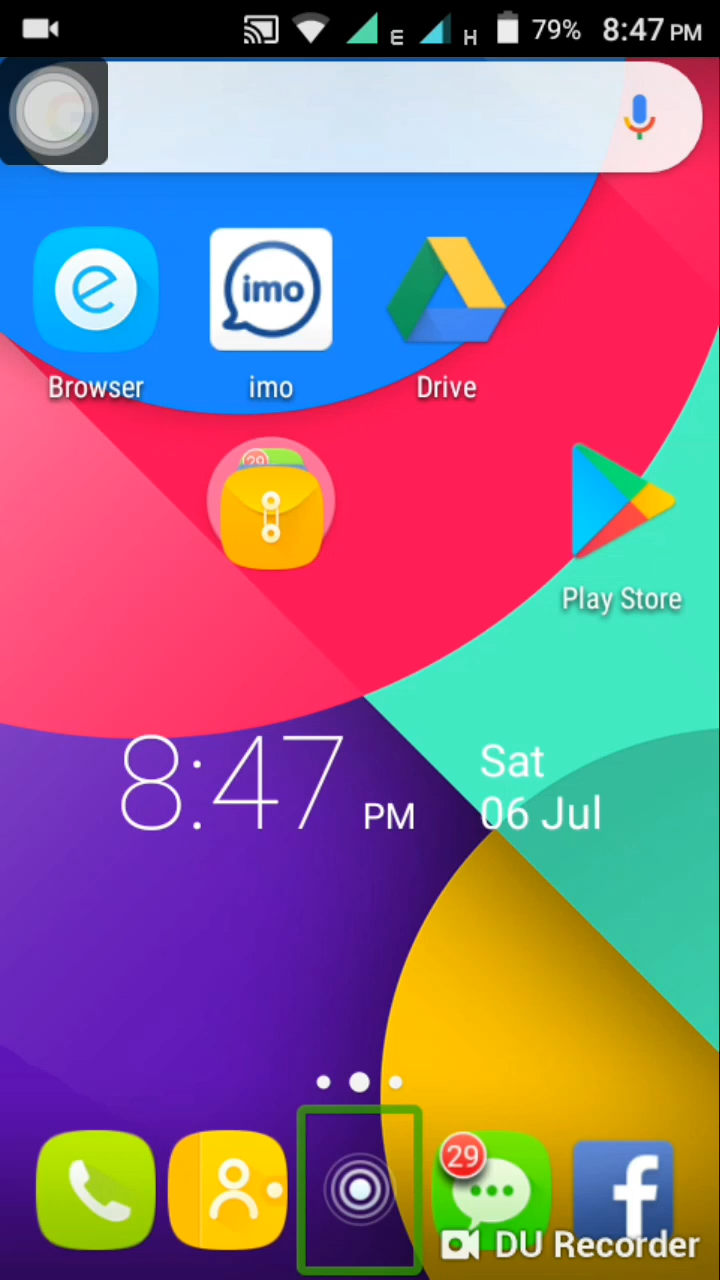 E H 79% 8:47 PM
Browser imo Drive
imo
29
Play Store
8:47 PM
Sat
06 Jul
29
DU Recorder